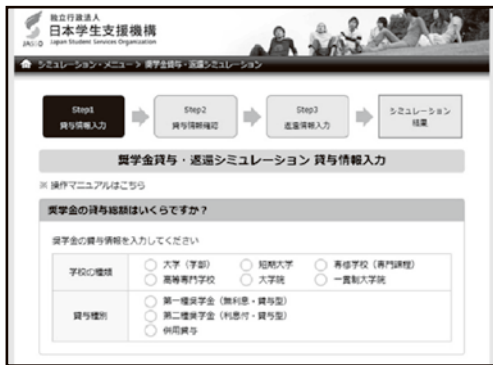 独立行政法人
日本学生支援機構
JASSO Japan Student Services Organization
シミュレーション・メニュー > 奨学金貸与・返還シミュレーション
Step1 Step2 Step3 シミュレーション
貸与情報入力 貸与情報確認 返還情報入力 結果
奨学金貸与・返還シミュレーション 貸与情報入力
※ 操作マニュアルはこちら
奨学金の貸与総額はいくらですか？
奨学金の貸与情報を入力してください
学校の種類 大学（学部） 短期大学 専修学校（専門課程）
高等専門学校 大学院 一貫制大学院
貸与種別 第一種奨学金（無利息・貸与型）
第二種奨学金（利息付・貸与型）
併用貸与